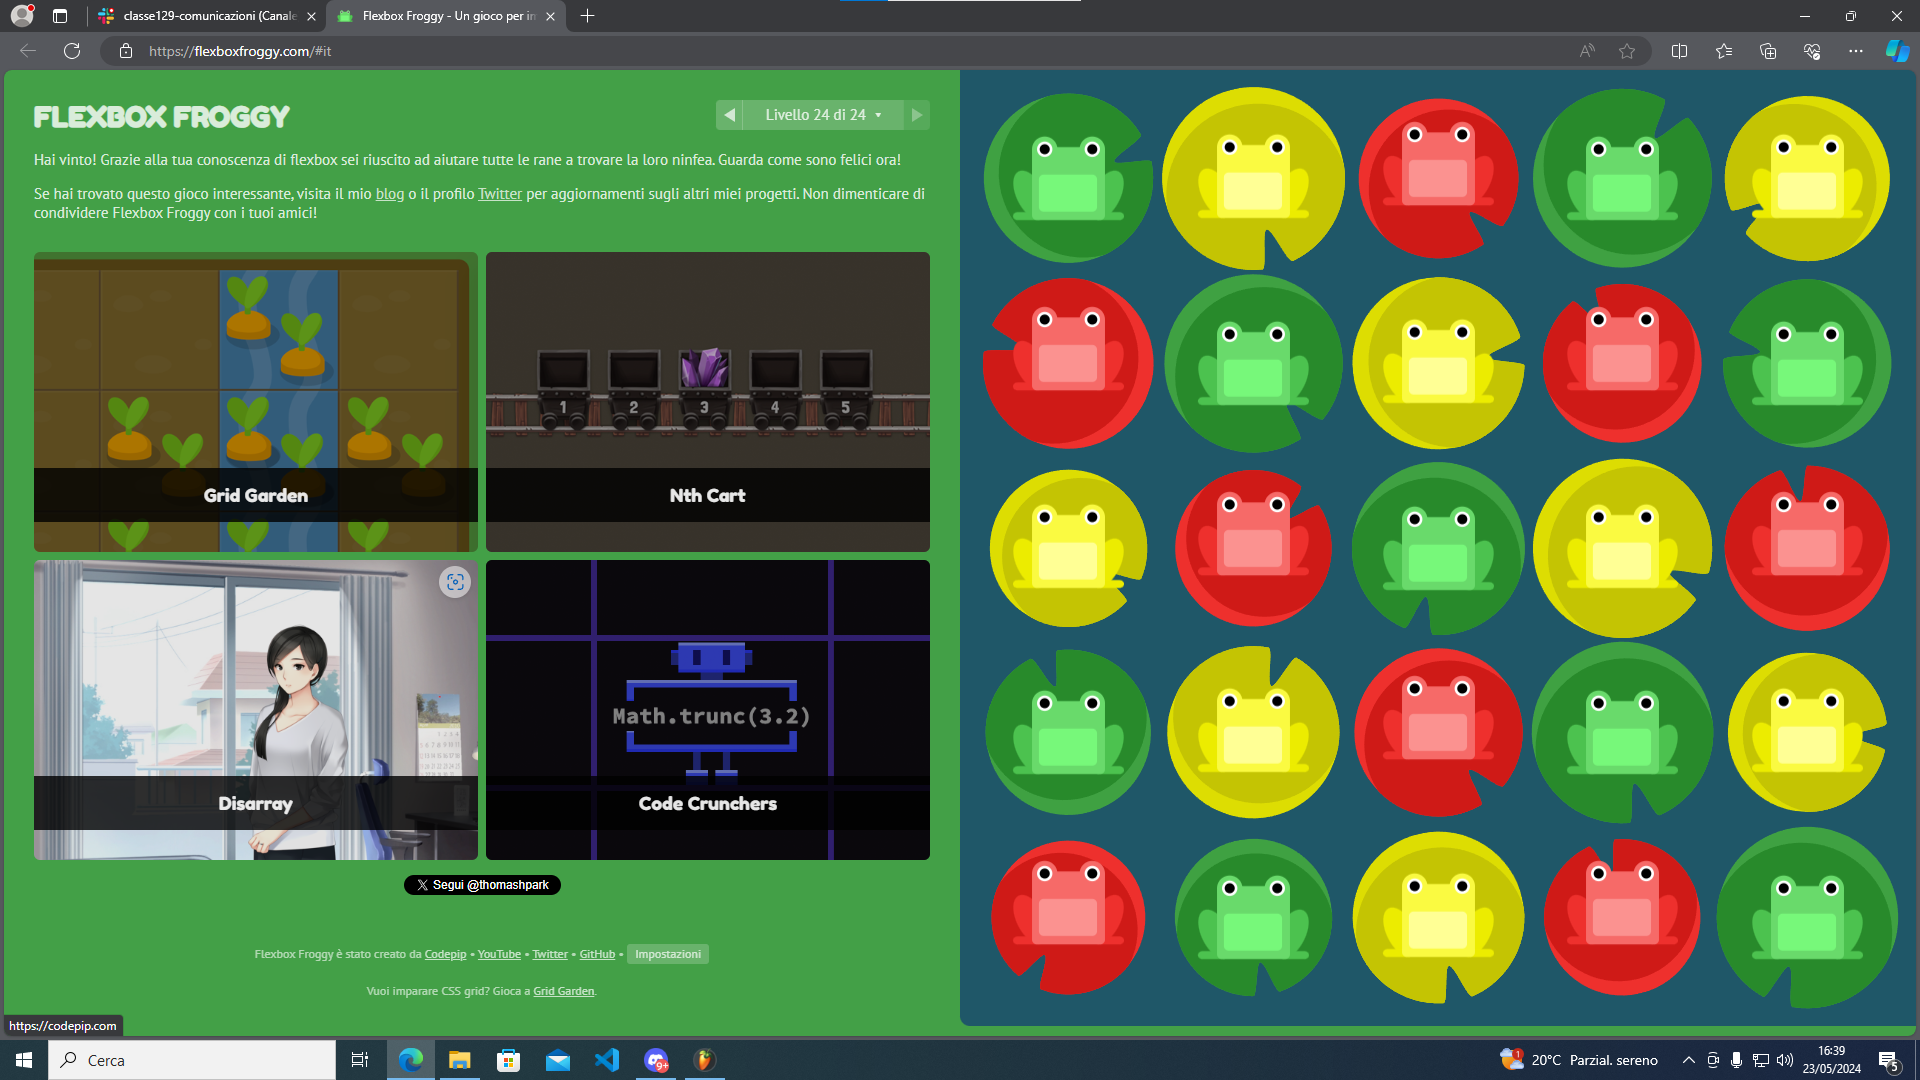 classe129-comunicazioni (Canale
Flexbox Froggy - Un gioco per in
https://flexboxfroggy.com/#it
FLEXBOX FROGGY
Livello 24 di 24
Hai vinto! Grazie alla tua conoscenza di flexbox sei riuscito ad aiutare tutte le rane a trovare la loro ninfea. Guarda come sono felici ora!
Se hai trovato questo gioco interessante, visita il mio blog o il profilo Twitter per aggiornamenti sugli altri miei progetti. Non dimenticare di
condividere Flexbox Froggy con i tuoi amici!
1 2 3 4 5
Grid Garden
Nth Cart
Math.trunc(3.2)
Disarray
Code Crunchers
Segui @thomashpark
Flexbox Froggy è stato creato da Codepip • YouTube • Twitter • GitHub • Impostazioni
Vuoi imparare CSS grid? Gioca a Grid Garden.
https://codepip.com
Cerca
9+
1
20°C Parzial. sereno
16:39
23/05/2024
5